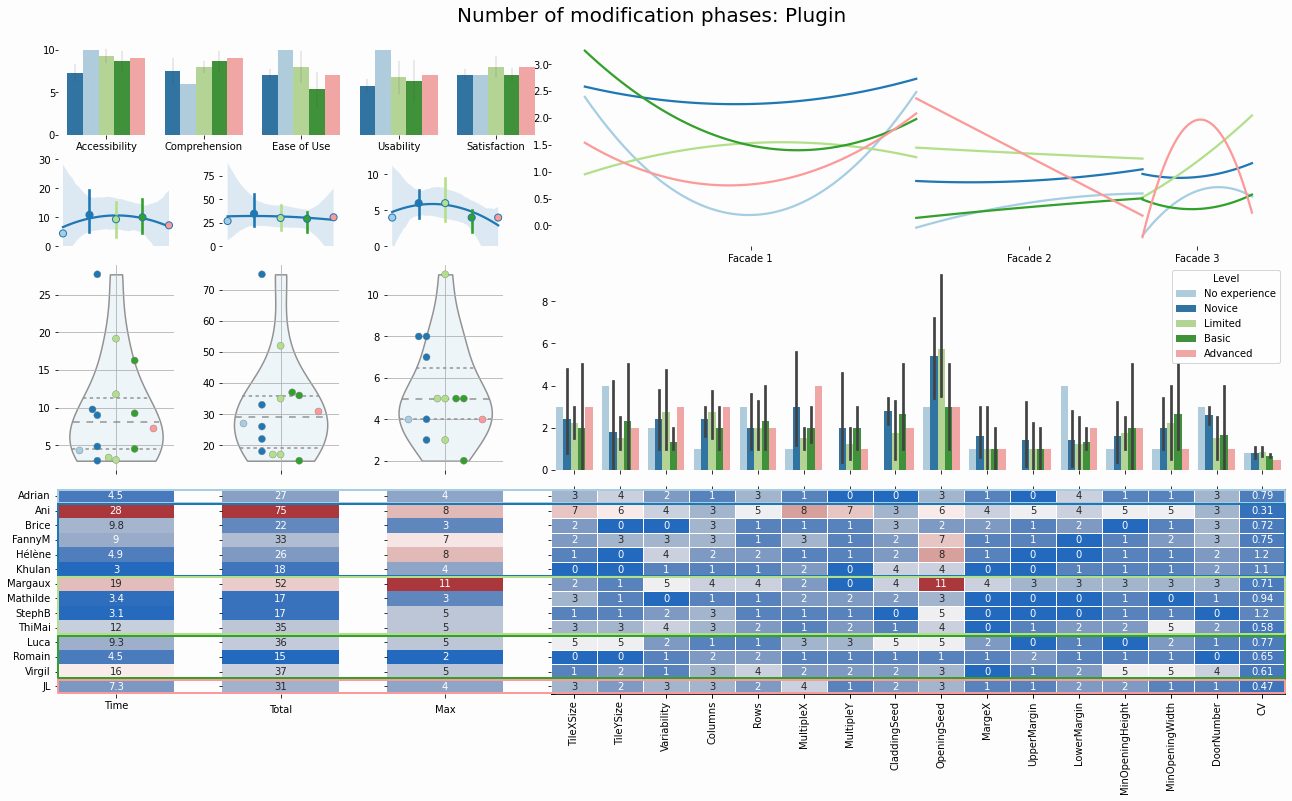 Number of modification phases: Plugin
10
5
0
Accessibility Comprehension Ease of Use Usability Satisfaction
3.0
2.5
2.0
1.5
1.0
0.5
0.0
Facade 1 Facade 2 Facade 3
30
20
10
0
75
50
25
0
10
5
0
25
20
15
10
5
70
60
50
40
30
20
10
8
6
4
2
8
6
4
2
0
Level
No experience
Novice
Limited
Basic
Advanced
Adrian 4.5 27 4 3 4 2 1 3 1 0 0 3 1 0 4 1 1 3 0.79
Ani 28 75 8 7 6 4 3 5 8 7 3 6 4 5 4 5 5 3 0.31
Brice 9.8 22 3 2 0 0 3 1 1 1 3 2 2 1 2 0 1 3 0.72
FannyM 9 33 7 2 3 3 3 1 3 1 2 7 1 1 0 1 2 3 0.75
Hélène 4.9 26 8 1 0 4 2 2 1 1 2 8 1 0 0 1 1 2 1.2
Khulan 3 18 4 0 0 1 1 1 2 0 4 4 0 0 1 1 1 2 1.1
Margaux 19 52 11 2 1 5 4 4 2 0 4 11 4 3 3 3 3 3 0.71
Mathilde 3.4 17 3 3 1 0 1 1 2 2 2 3 0 0 0 1 0 1 0.94
StephB 3.1 17 5 1 1 2 3 1 1 1 0 5 0 0 0 1 1 0 1.2
ThiMai 12 35 5 3 3 4 3 2 1 2 1 4 0 1 2 2 5 2 0.58
Luca 9.3 36 5 5 5 2 1 1 3 3 5 5 2 0 1 0 1 2 0.77
Romain 4.5 15 2 0 0 1 2 2 1 1 1 1 1 2 1 1 1 0 0.65
Virgil 16 37 5 1 2 1 3 4 2 2 2 3 0 1 2 5 5 4 0.61
JL 7.3 31 4 3 2 3 3 2 4 1 2 3 1 1 2 2 1 1 0.47
Time Total Max
TileXSize
TileYSize
Variability
Columns
Rows
MultipleX
MultipleY
CladdingSeed
OpeningSeed
MargeX
UpperMargin
LowerMargin
MinOpeningHeight
MinOpeningWidth
DoorNumber
CV